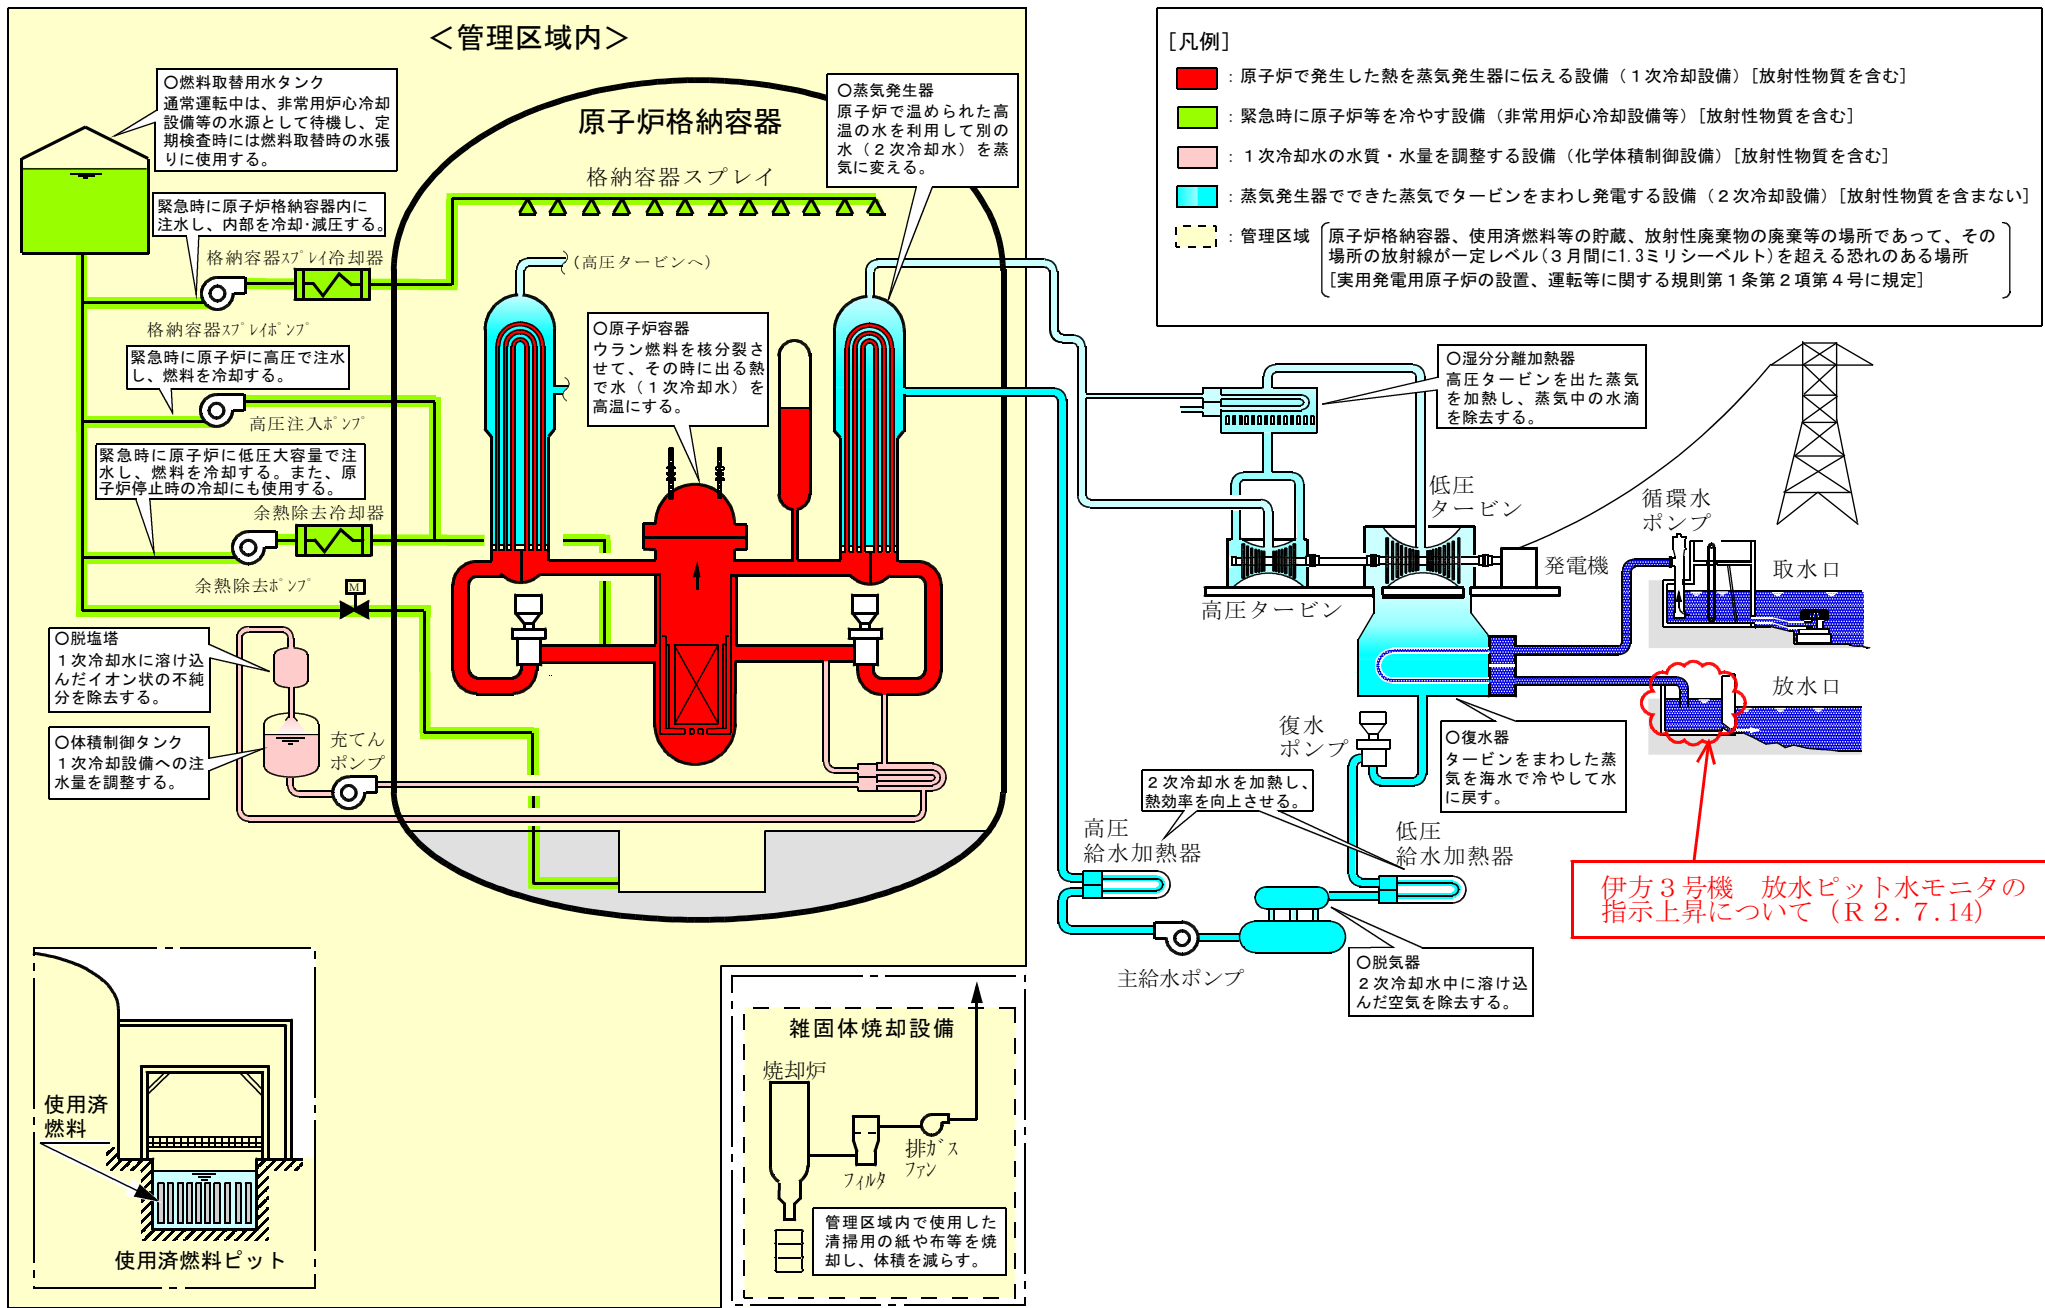 ＜管理区域内＞
○燃料取替用水タンク
通常運転中は、非常用炉心冷却
設備等の水源として待機し、定
期検査時には燃料取替時の水張
りに使用する。
緊急時に原子炉格納容器内に
注水し、内部を冷却･減圧する。
格納容器ｽﾌﾟﾚｲ冷却器
格納容器ｽﾌﾟﾚｲﾎﾟﾝﾌﾟ
緊急時に原子炉に高圧で注水
し、燃料を冷却する。
高圧注入ﾎﾟﾝﾌﾟ
緊急時に原子炉に低圧大容量で注
水し、燃料を冷却する。また、原
子炉停止時の冷却にも使用する。
余熱除去冷却器
余熱除去ﾎﾟﾝﾌﾟ
M
○脱塩塔
１次冷却水に溶け込
んだイオン状の不純
分を除去する。
○体積制御タンク
１次冷却設備への注
水量を調整する。
充てん
ポンプ
原子炉格納容器
格納容器スプレイ
（高圧タービンへ）
○蒸気発生器
原子炉で温められた高
温の水を利用して別の
水（２次冷却水）を蒸
気に変える。
○原子炉容器
ウラン燃料を核分裂さ
せて、その時に出る熱
で水（１次冷却水）を
高温にする。
[凡例]
：原子炉で発生した熱を蒸気発生器に伝える設備（１次冷却設備）[放射性物質を含む]
：緊急時に原子炉等を冷やす設備（非常用炉心冷却設備等）[放射性物質を含む]
：１次冷却水の水質・水量を調整する設備（化学体積制御設備）[放射性物質を含む]
：蒸気発生器でできた蒸気でタービンをまわし発電する設備（２次冷却設備）[放射性物質を含まない]
：管理区域
原子炉格納容器、使用済燃料等の貯蔵、放射性廃棄物の廃棄等の場所であって、その
場所の放射線が一定レベル(３月間に1.3ミリシーベルト)を超える恐れのある場所
[実用発電用原子炉の設置、運転等に関する規則第１条第２項第４号に規定]
○湿分分離加熱器
高圧タービンを出た蒸気
を加熱し、蒸気中の水滴
を除去する。
低圧
タービン
高圧タービン
発電機
循環水
ポンプ
取水口
放水口
復水
ポンプ
○復水器
タービンをまわした蒸
気を海水で冷やして水
に戻す。
２次冷却水を加熱し、
熱効率を向上させる。
高圧
給水加熱器
低圧
給水加熱器
主給水ポンプ
○脱気器
２次冷却水中に溶け込
んだ空気を除去する。
伊方３号機　放水ピット水モニタの
指示上昇について（Ｒ２．７．14）
使用済
燃料
使用済燃料ピット
雑固体焼却設備
焼却炉
フィルタ
排ガス
ファン
管理区域内で使用した
清掃用の紙や布等を焼
却し、体積を減らす。